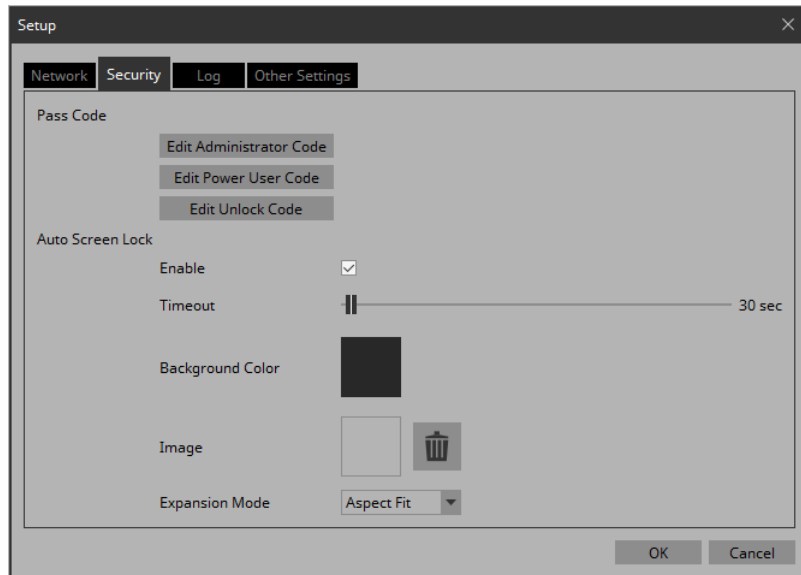 Setup
Network Security Log Other Settings
Pass Code
Edit Administrator Code
Edit Power User Code
Edit Unlock Code
Auto Screen Lock
Enable
Timeout 30 sec
Background Color
Image
Expansion Mode Aspect Fit
OK Cancel